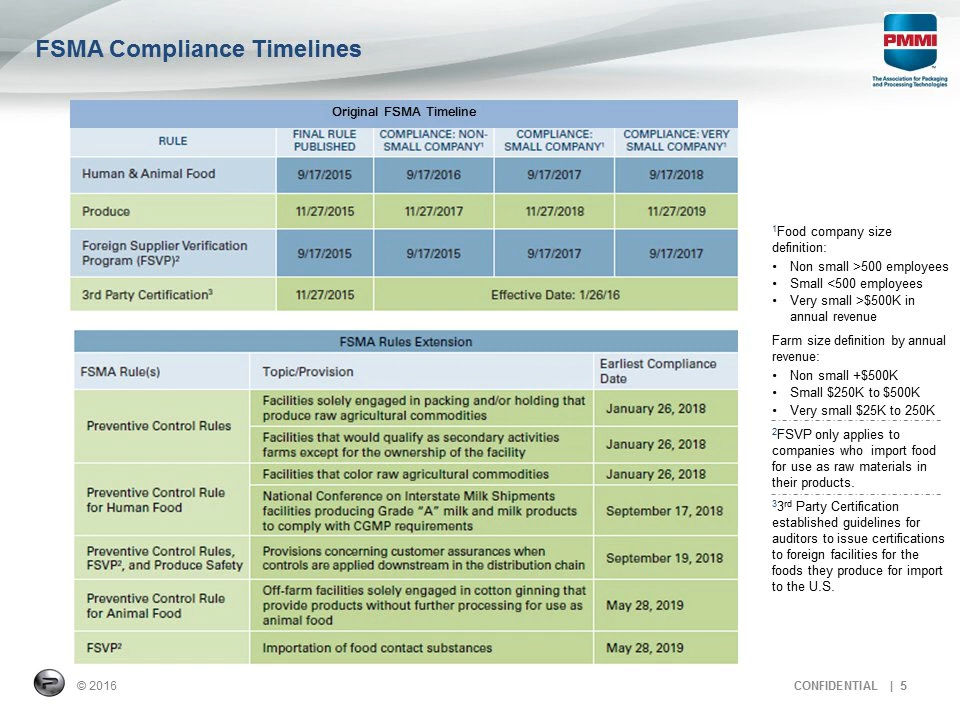 FSMA Compliance Timelines
PMMI
The Association for Packaging
and Processing Technologies
Original FSMA Timeline
RULE
FINAL RULE
PUBLISHED
COMPLIANCE: NON-
SMALL COMPANY¹
COMPLIANCE:
SMALL COMPANY¹
COMPLIANCE: VERY
SMALL COMPANY¹
Human & Animal Food
9/17/2015
9/17/2016
9/17/2017
9/17/2018
Produce
11/27/2015
11/27/2017
11/27/2018
11/27/2019
Foreign Supplier Verification
Program (FSVP)²
9/17/2015
9/17/2015
9/17/2017
9/17/2017
3rd Party Certification³
11/27/2015
Effective Date: 1/26/16
FSMA Rules Extension
FSMA Rule(s)
Topic/Provision
Earliest Compliance
Date
Preventive Control Rules
Facilities solely engaged in packing and/or holding that
produce raw agricultural commodities
January 26, 2018
Facilities that would qualify as secondary activities
farms except for the ownership of the facility
January 26, 2018
Preventive Control Rule
for Human Food
Facilities that color raw agricultural commodities
January 26, 2018
National Conference on Interstate Milk Shipments
facilities producing Grade "A" milk and milk products
to comply with CGMP requirements
September 17, 2018
Preventive Control Rules,
FSVP², and Produce Safety
Provisions concerning customer assurances when
controls are applied downstream in the distribution chain
September 19, 2018
Preventive Control Rule
for Animal Food
Off-farm facilities solely engaged in cotton ginning that
provide products without further processing for use as
animal food
May 28, 2019
FSVP²
Importation of food contact substances
May 28, 2019
¹Food company size
definition:
• Non small >500 employees
• Small <500 employees
• Very small >$500K in
annual revenue
Farm size definition by annual
revenue:
• Non small +$500K
• Small $250K to $500K
• Very small $25K to 250K
²FSVP only applies to
companies who import food
for use as raw materials in
their products.
³3rd Party Certification
established guidelines for
auditors to issue certifications
to foreign facilities for the
foods they produce for import
to the U.S.
© 2016
CONFIDENTIAL | 5